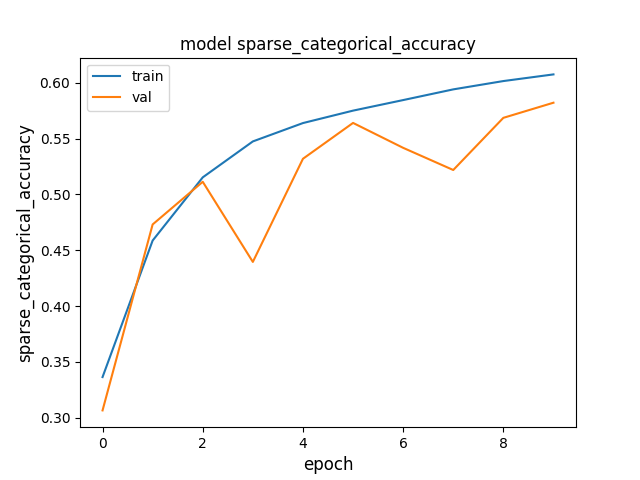 model sparse_categorical_accuracy
train
val
0.60
0.55
0.50
0.45
0.40
0.35
0.30
sparse_categorical_accuracy
0 2 4 6 8
epoch